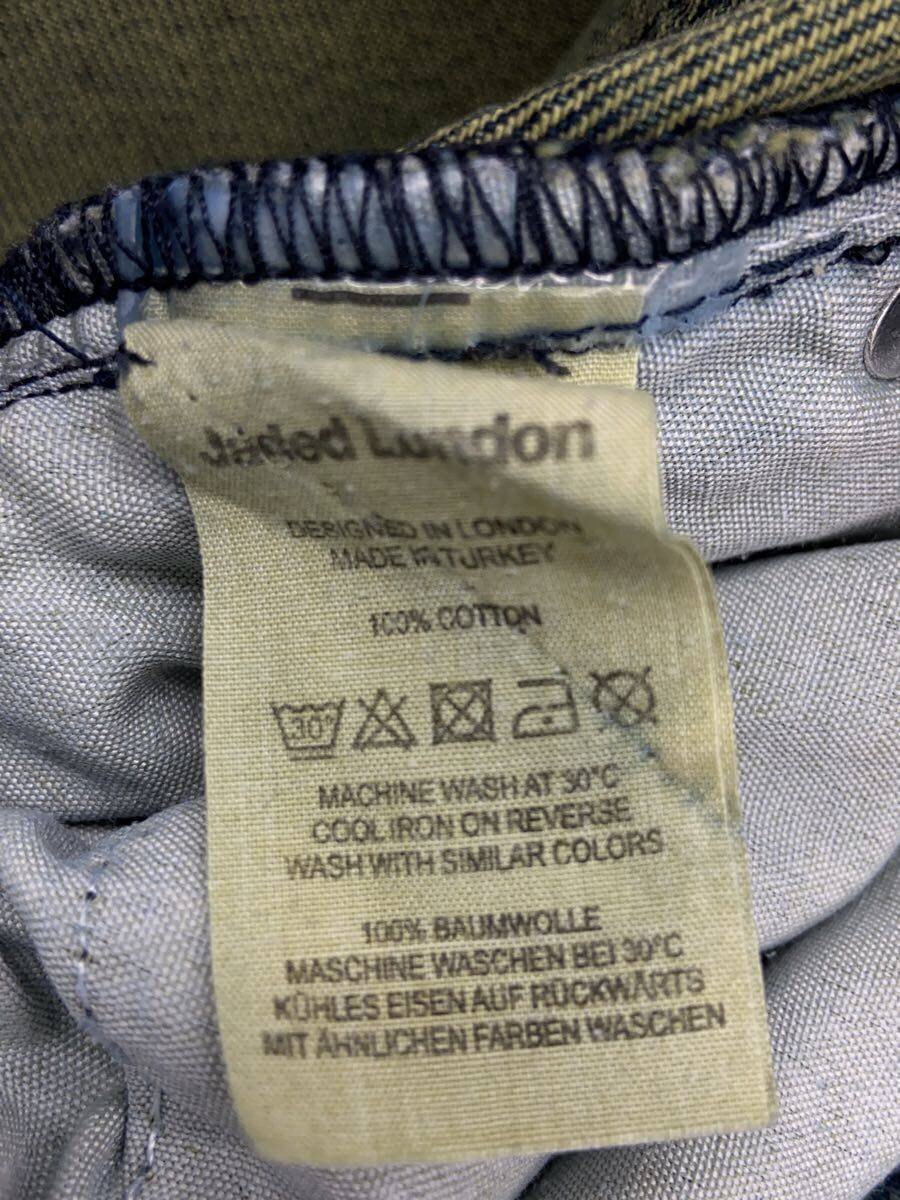 Jaded London
DESIGNED IN LONDON
MADE IN TURKEY
100% COTTON
30°
MACHINE WASH AT 30°C
COOL IRON ON REVERSE
WASH WITH SIMILAR COLORS
100% BAUMWOLLE
MASCHINE WASCHEN BEI 30°C
KÜHLES EISEN AUF RÜCKWÄRTS
MIT ÄHNLICHEN FARBEN WASCHEN